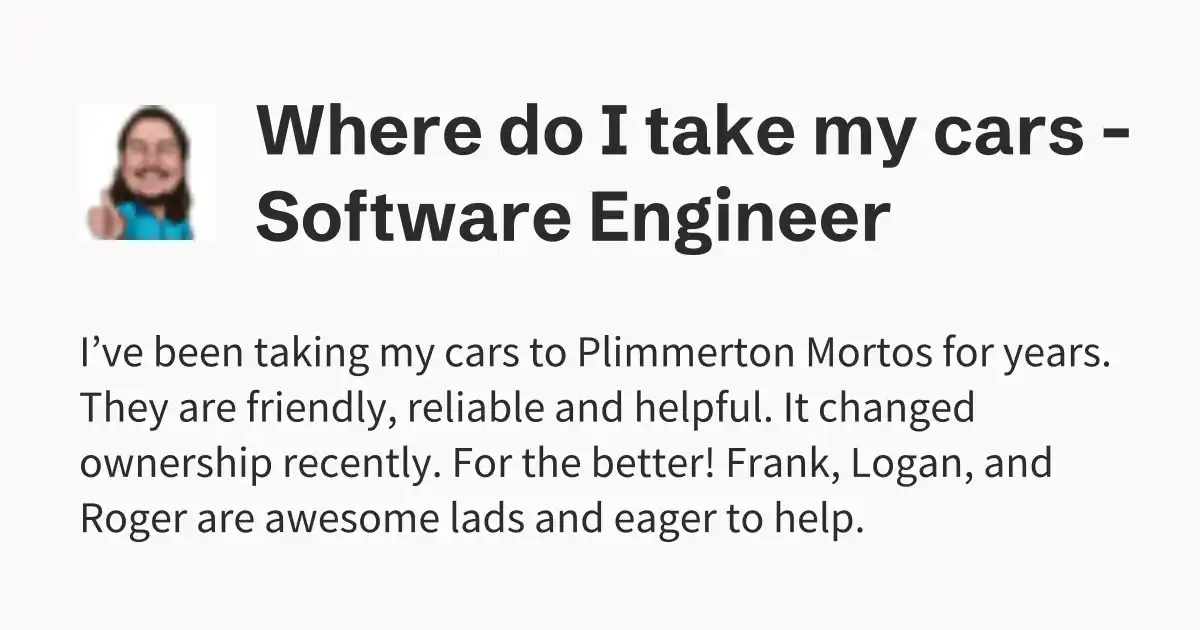 Where do I take my cars -
Software Engineer
I’ve been taking my cars to Plimmerton Mortos for years.
They are friendly, reliable and helpful. It changed
ownership recently. For the better! Frank, Logan, and
Roger are awesome lads and eager to help.